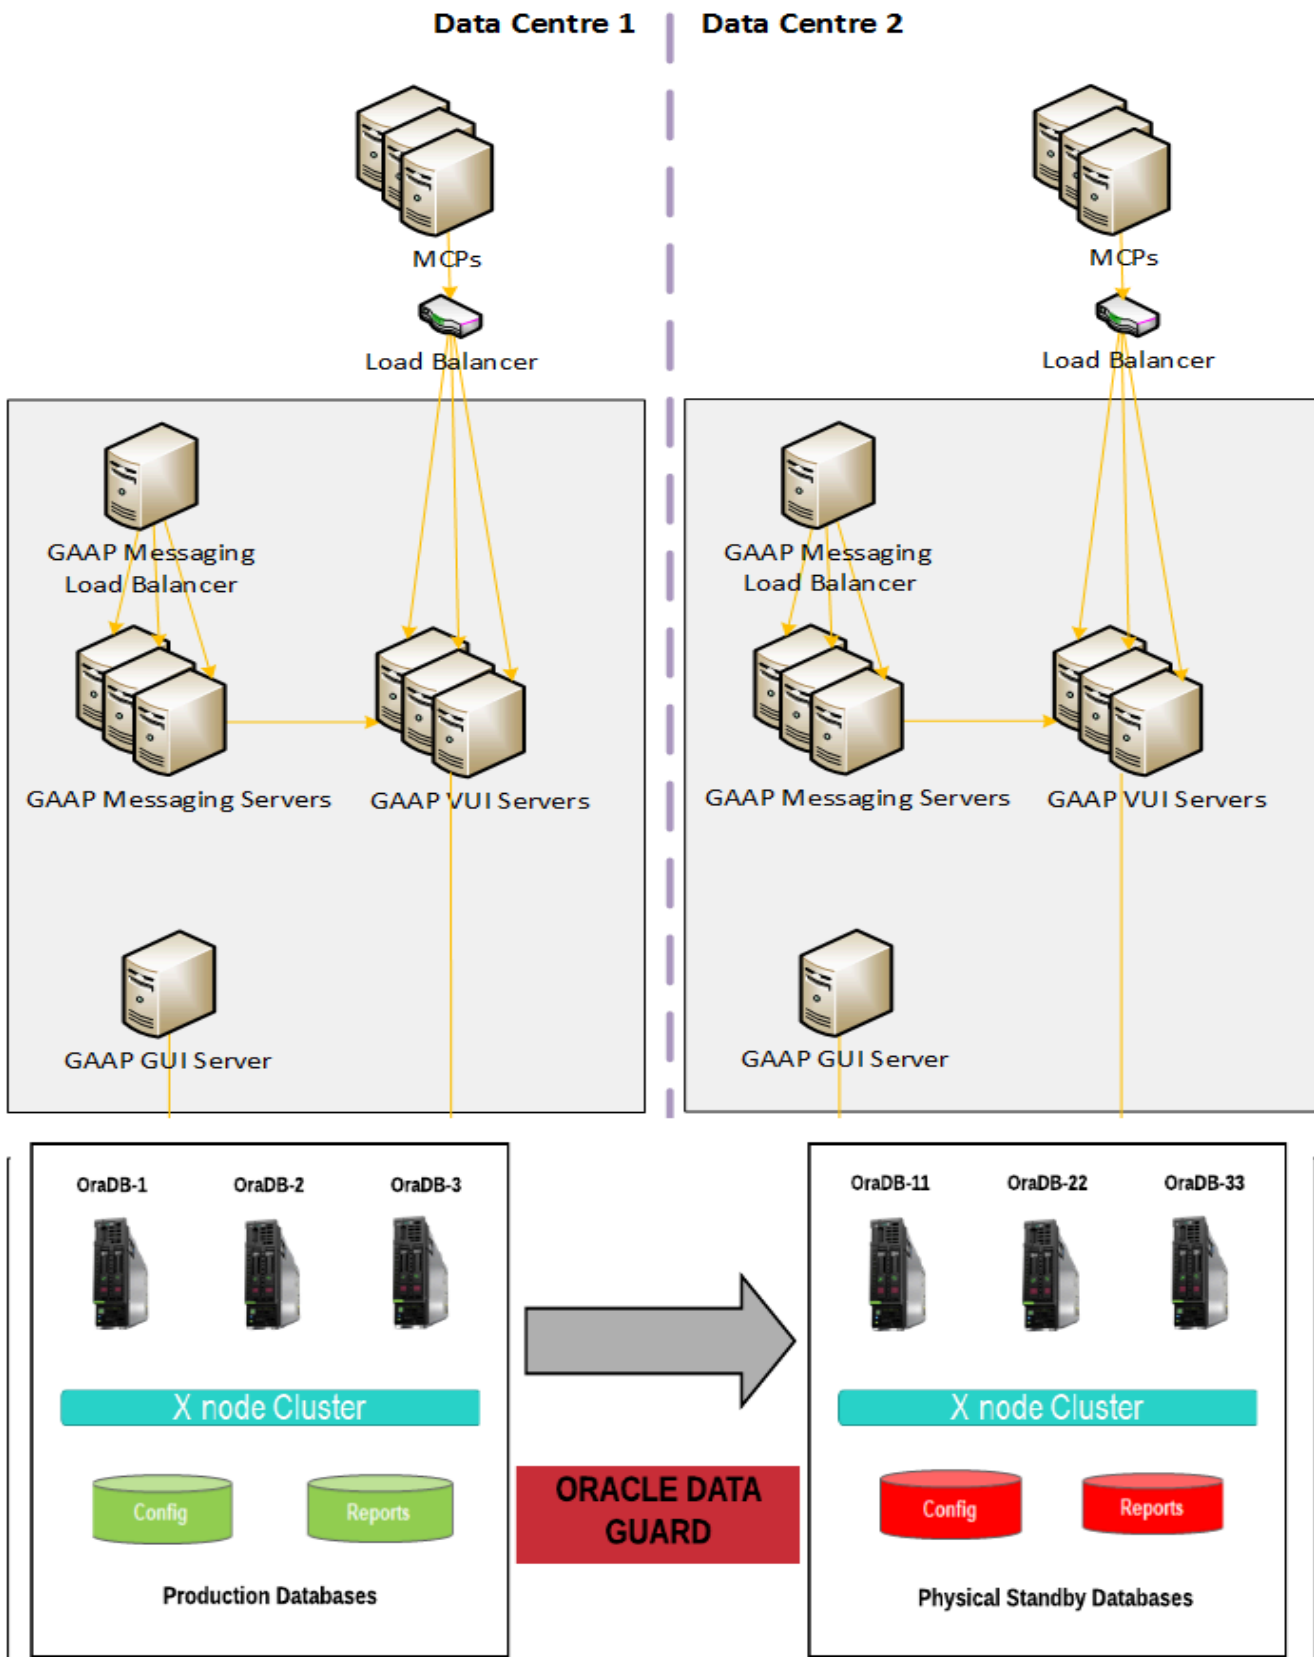 Data Centre 1
Data Centre 2
MCPs
MCPs
Load Balancer
Load Balancer
GAAP Messaging
Load Balancer
GAAP Messaging
Load Balancer
GAAP Messaging Servers
GAAP VUI Servers
GAAP Messaging Servers
GAAP VUI Servers
GAAP GUI Server
GAAP GUI Server
OraDB-1
OraDB-2
OraDB-3
OraDB-11
OraDB-22
OraDB-33
X node Cluster
X node Cluster
Config
Reports
ORACLE DATA
GUARD
Config
Reports
Production Databases
Physical Standby Databases